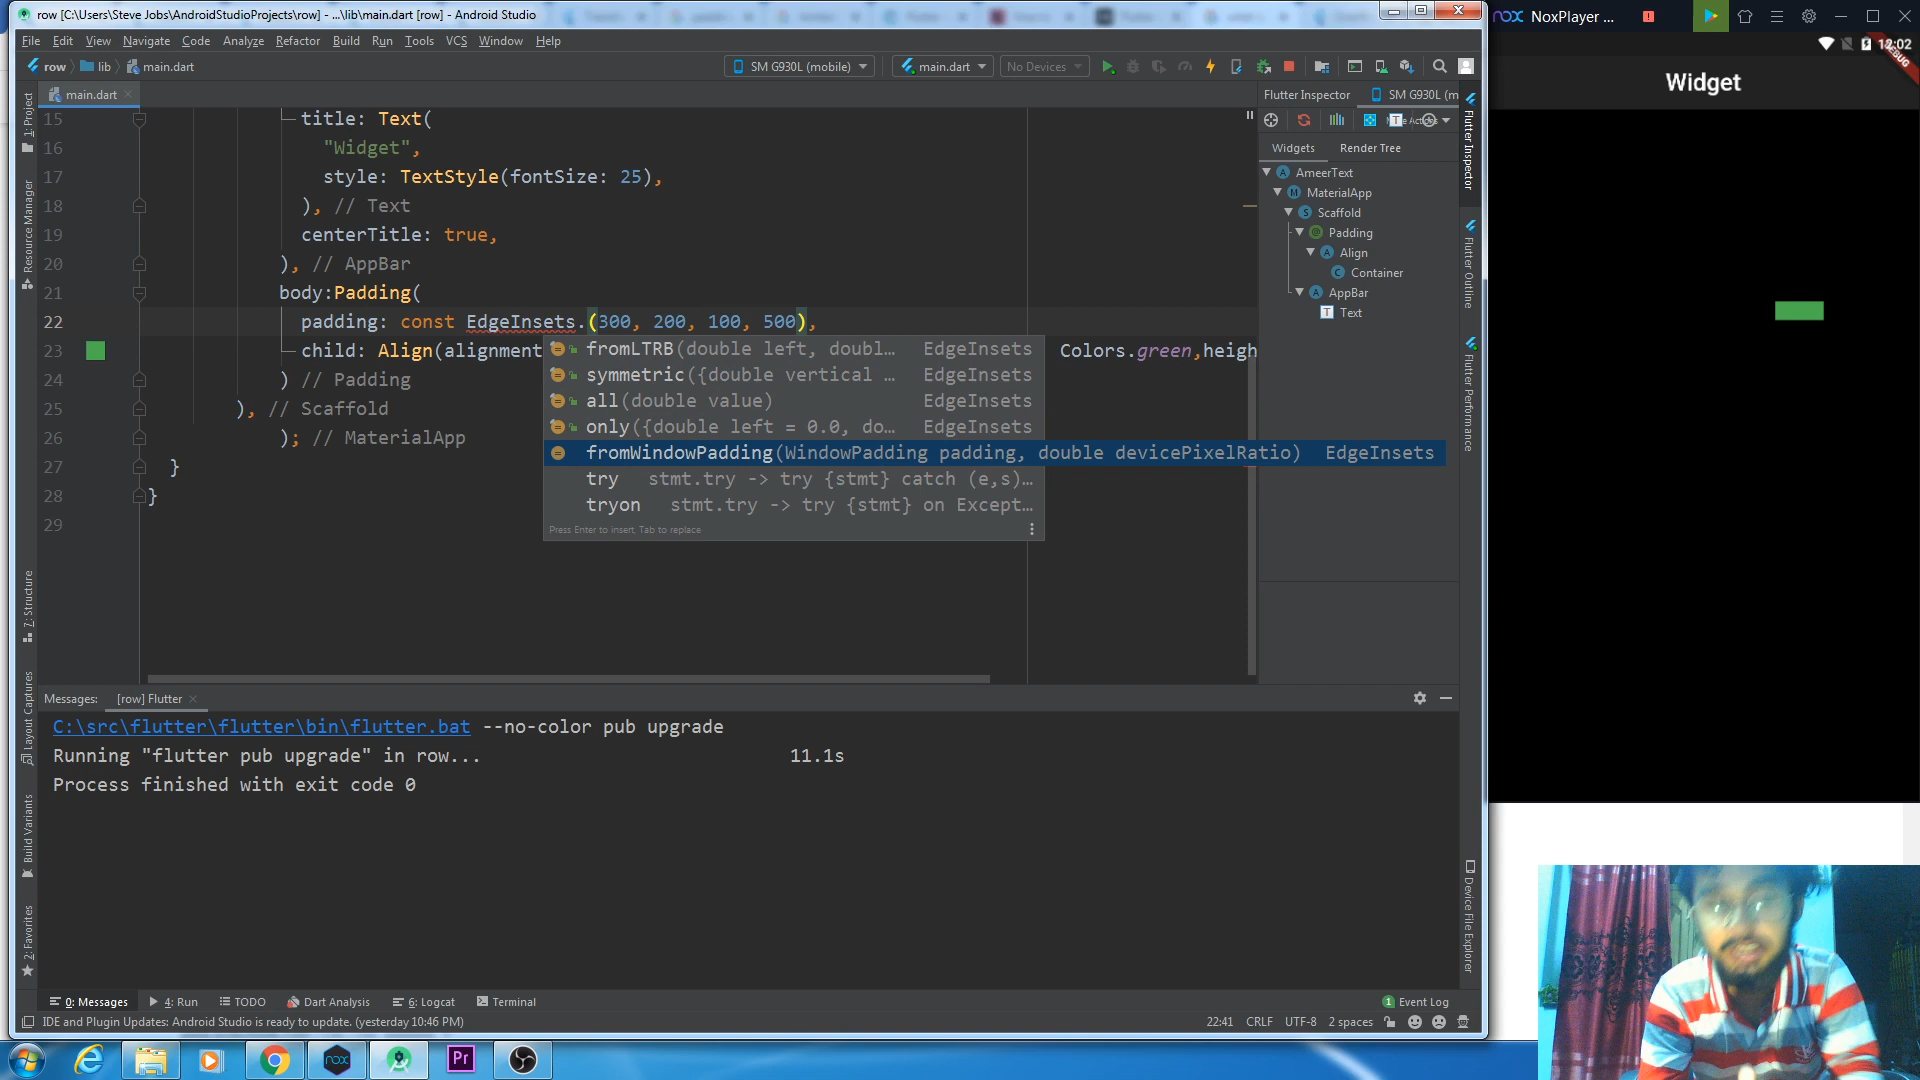 row [C:\Users\Steve Jobs\AndroidStudioProjects\row] - ...\lib\main.dart [row] - Android Studio
NoxPlayer ...
File Edit View Navigate Code Analyze Refactor Build Run Tools VCS Window Help
12:02
DEBUG
row lib main.dart
SM G930L (mobile) main.dart No Devices
Widget
main.dart
Flutter Inspector SM G930L (m
15 title: Text(
16 "Widget",
17 style: TextStyle(fontSize: 25),
18 ), // Text
19 centerTitle: true,
20 ), // AppBar
21 body:Padding(
22 padding: const EdgeInsets.(300, 200, 100, 500),
23 child: Align(alignment Colors.green,heigh
24 ) // Padding
25 ), // Scaffold
26 ); // MaterialApp
27 }
28 }
29
fromLTRB(double left, doubl... EdgeInsets
symmetric({double vertical ... EdgeInsets
all(double value) EdgeInsets
only({double left = 0.0, do... EdgeInsets
fromWindowPadding(WindowPadding padding, double devicePixelRatio) EdgeInsets
try stmt.try -> try {stmt} catch (e,s)...
tryon stmt.try -> try {stmt} on Except...
Press Enter to insert, Tab to replace
Widgets Render Tree
AmeerText
MaterialApp
Scaffold
Padding
Align
Container
AppBar
Text
1: Project
Resource Manager
7: Structure
Layout Captures
Build Variants
2: Favorites
Flutter Inspector
Flutter Outline
Flutter Performance
Device File Explorer
Messages: [row] Flutter
C:\src\flutter\flutter\bin\flutter.bat --no-color pub upgrade
Running "flutter pub upgrade" in row... 11.1s
Process finished with exit code 0
0: Messages 4: Run TODO Dart Analysis 6: Logcat Terminal 1 Event Log
IDE and Plugin Updates: Android Studio is ready to update. (yesterday 10:46 PM) 22:41 CRLF UTF-8 2 spaces
nox
Pr